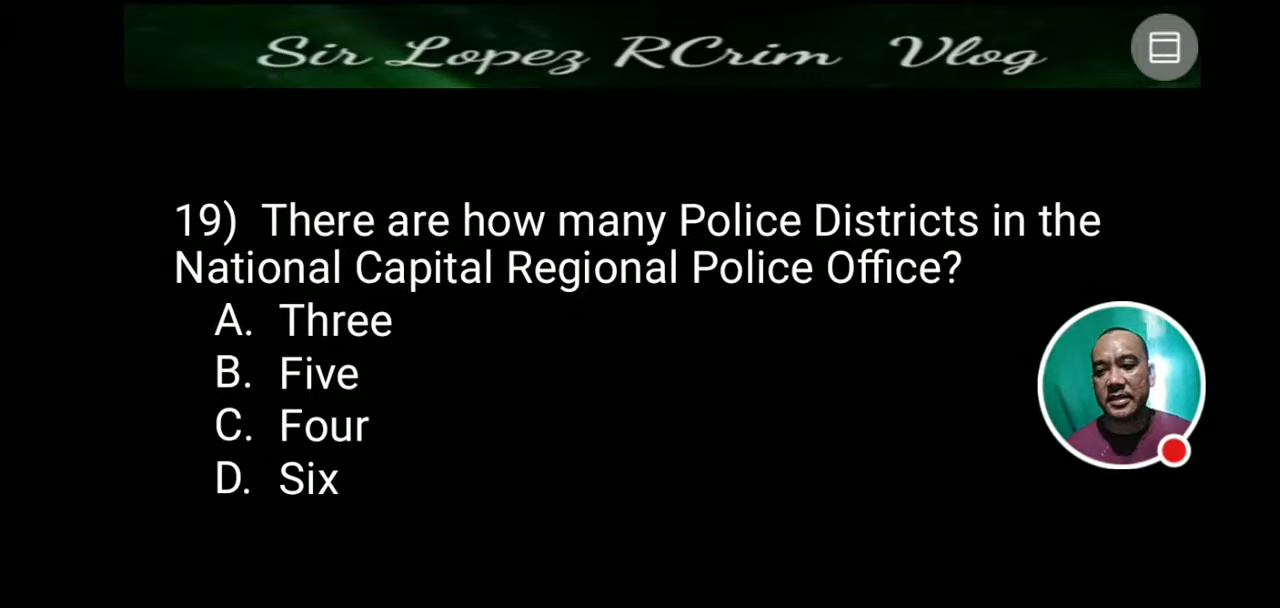 Sir Lopez RCrim Vlog
19) There are how many Police Districts in the
National Capital Regional Police Office?
A. Three
B. Five
C. Four
D. Six